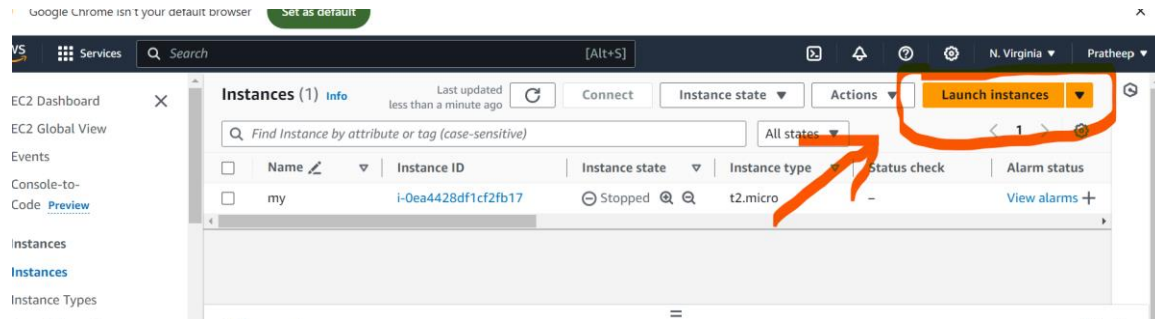 Google Chrome isn't your default browser Set as default
Services Search [Alt+S] N. Virginia Pratheep
EC2 Dashboard
EC2 Global View
Events
Console-to-
Code Preview
Instances
Instances
Instance Types
Instances (1) Info Last updated
less than a minute ago Connect Instance state Actions Launch instances
Find Instance by attribute or tag (case-sensitive) All states 1
Name Instance ID Instance state Instance type Status check Alarm status
my i-0ea4428df1cf2fb17 Stopped t2.micro – View alarms +